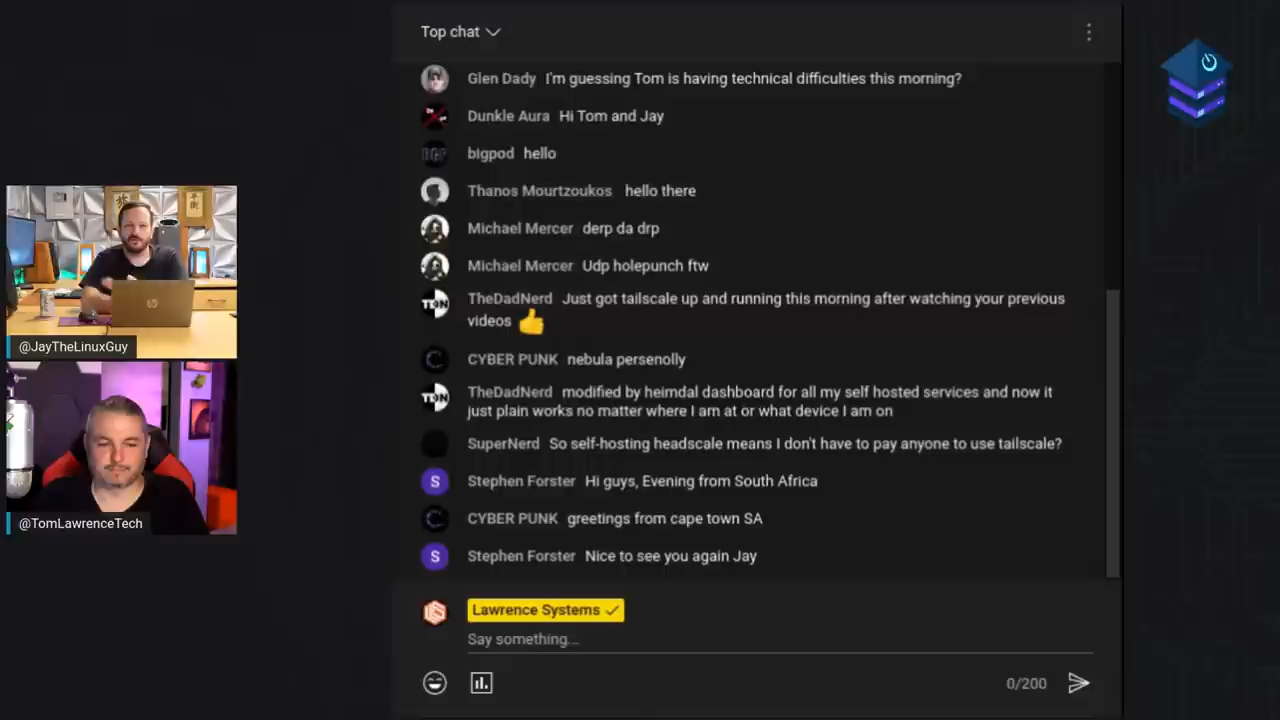 Top chat
Glen Dady I'm guessing Tom is having technical difficulties this morning?
Dunkle Aura Hi Tom and Jay
bigpod hello
Thanos Mourtzoukos hello there
Michael Mercer derp da drp
Michael Mercer Udp holepunch ftw
TheDadNerd Just got tailscale up and running this morning after watching your previous
videos 👍
CYBER PUNK nebula personolly
TheDadNerd modified by heimdal dashboard for all my self hosted services and now it
just plain works no matter where I am at or what device I am on
SuperNerd So self-hosting headscale means I don't have to pay anyone to use tailscale?
Stephen Forster Hi guys, Evening from South Africa
CYBER PUNK greetings from cape town SA
Stephen Forster Nice to see you again Jay
Lawrence Systems
Say something...
0/200
@JayTheLinuxGuy
@TomLawrenceTech
TDN
TDN
S
S
hp